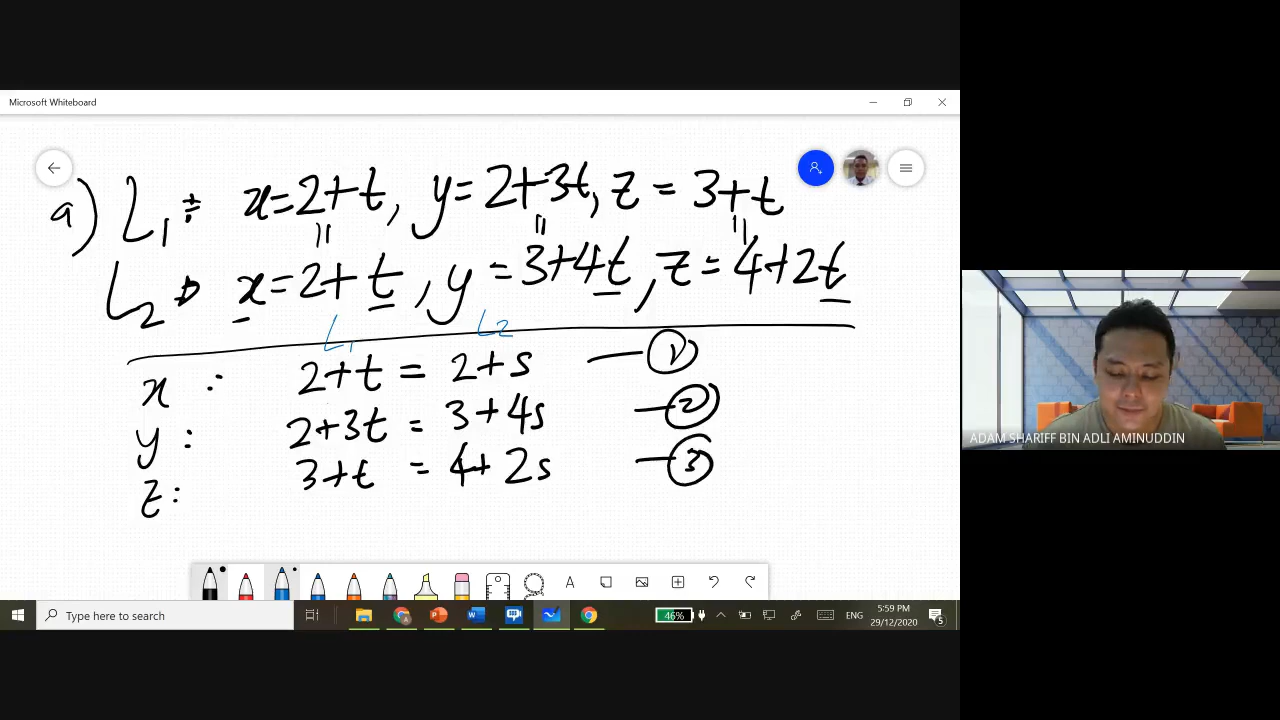 Microsoft Whiteboard
a) L₁ ÷ x=2+t, y=2+3t, z = 3+t
L₂ → x=2+t, y=3+4t, z=4+2t
L₁ L₂
x : 2+t = 2+s — ①
y : 2+3t = 3+4s — ②
z : 3+t = 4+2s — ③
ADAM SHARIFF BIN ADLI AMINUDDIN
Type here to search
46%
ENG
5:59 PM
29/12/2020
5